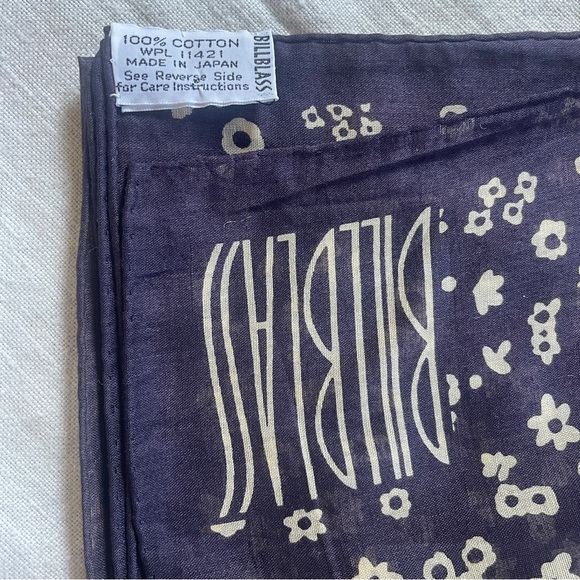 100% COTTON
WPL 11421
MADE IN JAPAN
See Reverse Side
for Care Instructions
BILLBLASS
BILLBLASS